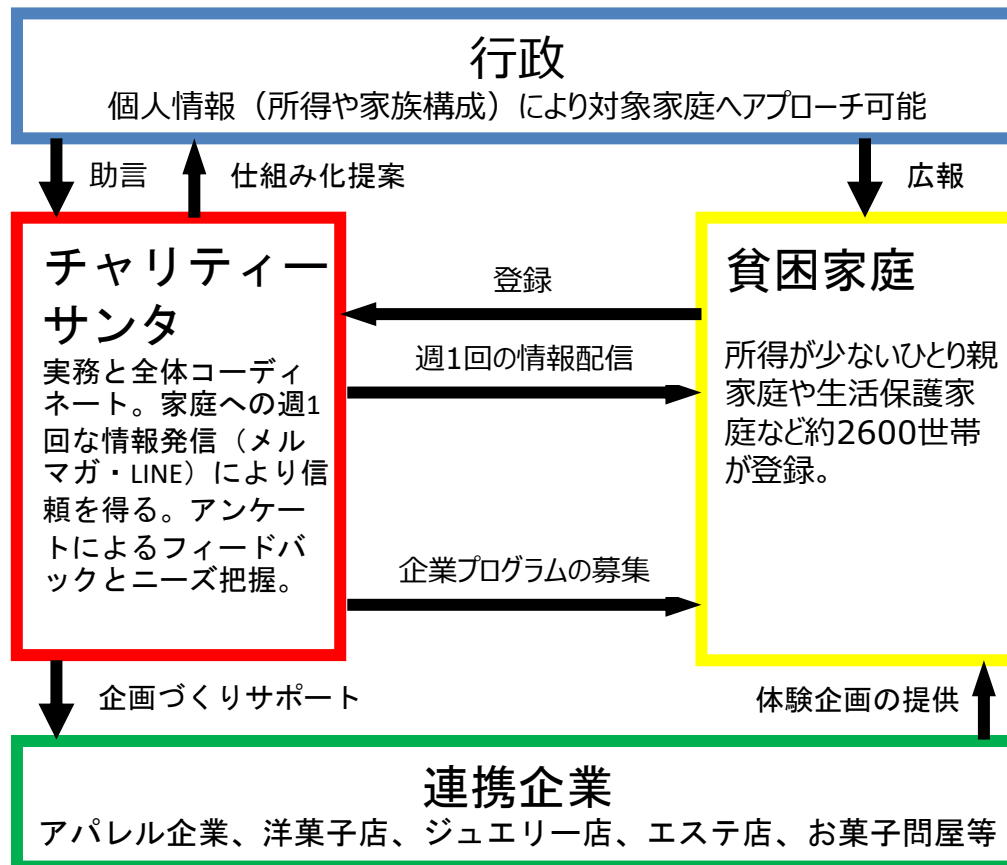 行政
個人情報（所得や家族構成）により対象家庭へアプローチ可能
助言
仕組み化提案
広報
チャリティー
サンタ
実務と全体コーディ
ネート。家庭への週1
回な情報発信（メル
マガ・LINE）により信
頼を得る。アンケー
トによるフィードバ
ックとニーズ把握。
登録
週1回の情報配信
企業プログラムの募集
貧困家庭
所得が少ないひとり親
家庭や生活保護家
庭など約2600世帯
が登録。
企画づくりサポート
体験企画の提供
連携企業
アパレル企業、洋菓子店、ジュエリー店、エステ店、お菓子問屋等